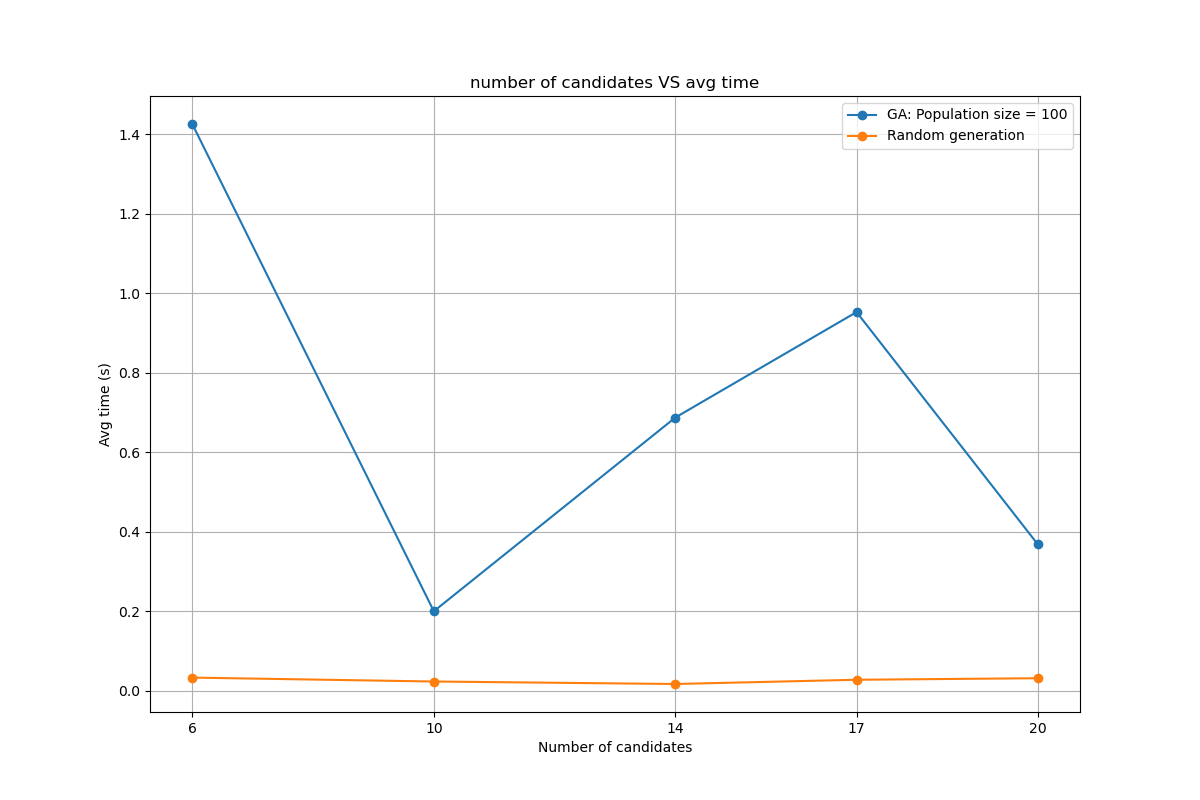 number of candidates VS avg time
GA: Population size = 100
Random generation
1.4
1.2
1.0
0.8
0.6
0.4
0.2
0.0
Avg time (s)
6 10 14 17 20
Number of candidates